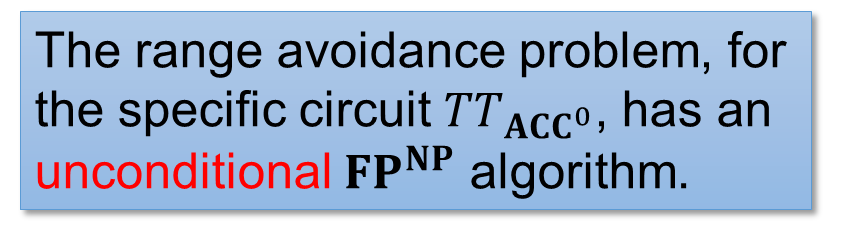 The range avoidance problem, for
the specific circuit 𝑇𝑇_𝐀𝐂𝐂⁰, has an
unconditional 𝐅𝐏^𝐍𝐏 algorithm.